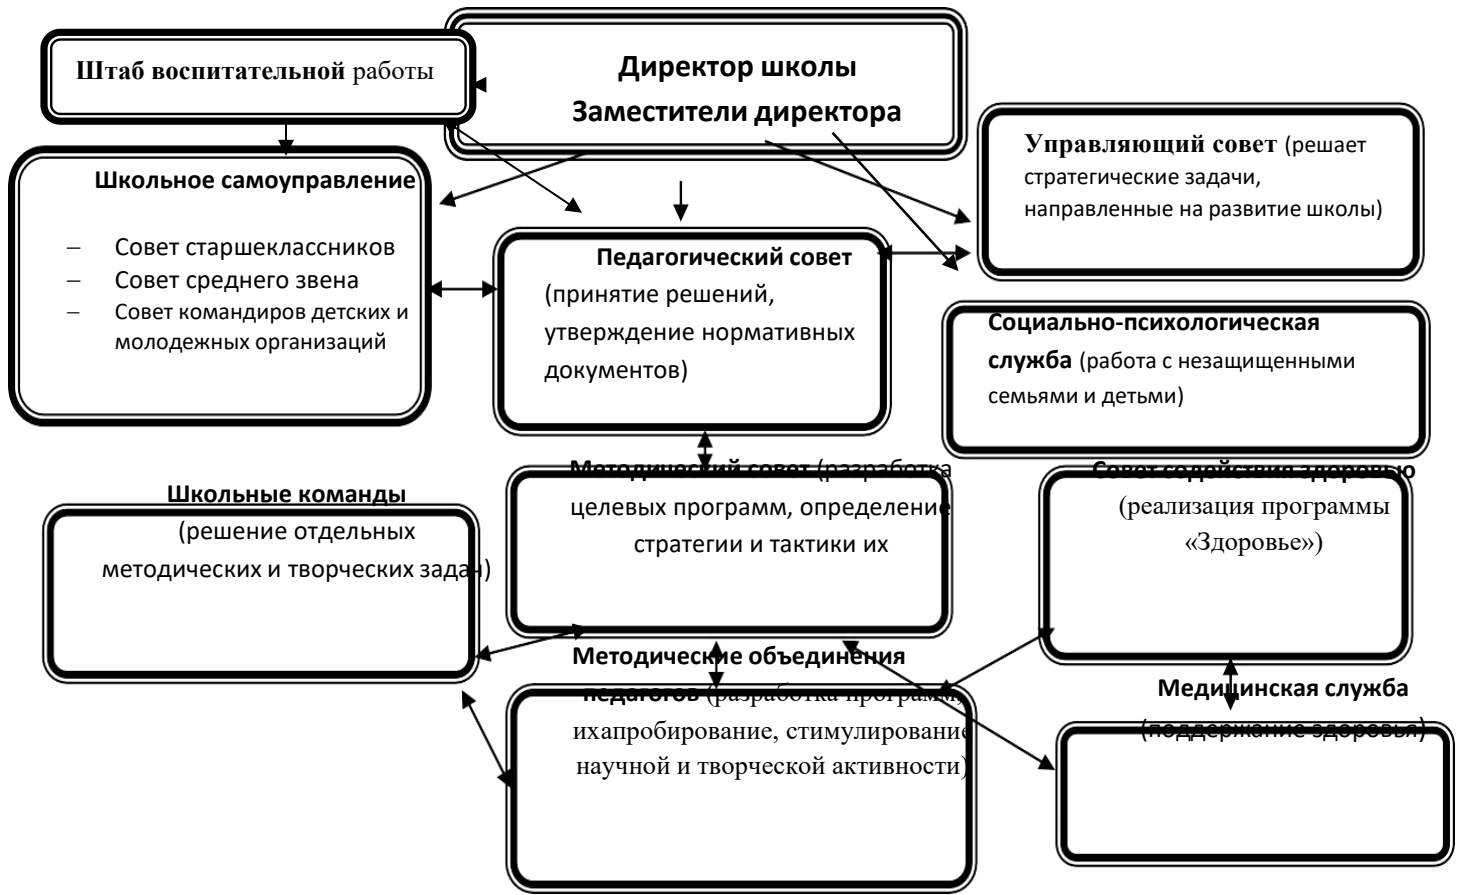 Штаб воспитательной работы
Директор школы
Заместители директора
Управляющий совет (решает
стратегические задачи,
направленные на развитие школы)
Школьное самоуправление
– Совет старшеклассников
– Совет среднего звена
– Совет командиров детских и
молодежных организаций
Педагогический совет
(принятие решений,
утверждение нормативных
документов)
Социально-психологическая
служба (работа с незащищенными
семьями и детьми)
Школьные команды
(решение отдельных
методических и творческих задач)
Методический совет (разработка
целевых программ, определение
стратегии и тактики их
Совет содействия здоровью
(реализация программы
«Здоровье»)
Методические объединения
педагогов (разработка программ,
ихапробирование, стимулирование
научной и творческой активности)
Медицинская служба
(поддержание здоровья)